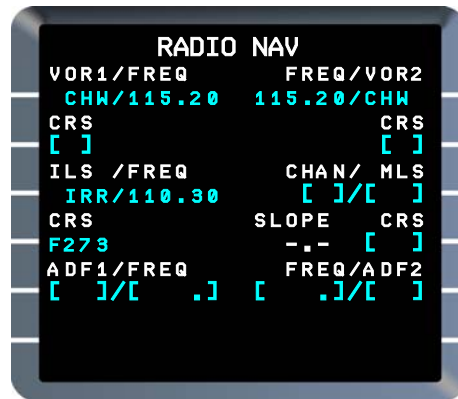 RADIO NAV
VOR1/FREQ FREQ/VOR2
CHW/115.20 115.20/CHW
CRS CRS
[ ] [ ]
ILS /FREQ CHAN/ MLS
IRR/110.30 [ ]/[ ]
CRS SLOPE CRS
F273 -.- [ ]
ADF1/FREQ FREQ/ADF2
[ ]/[ .] [ .]/[ ]